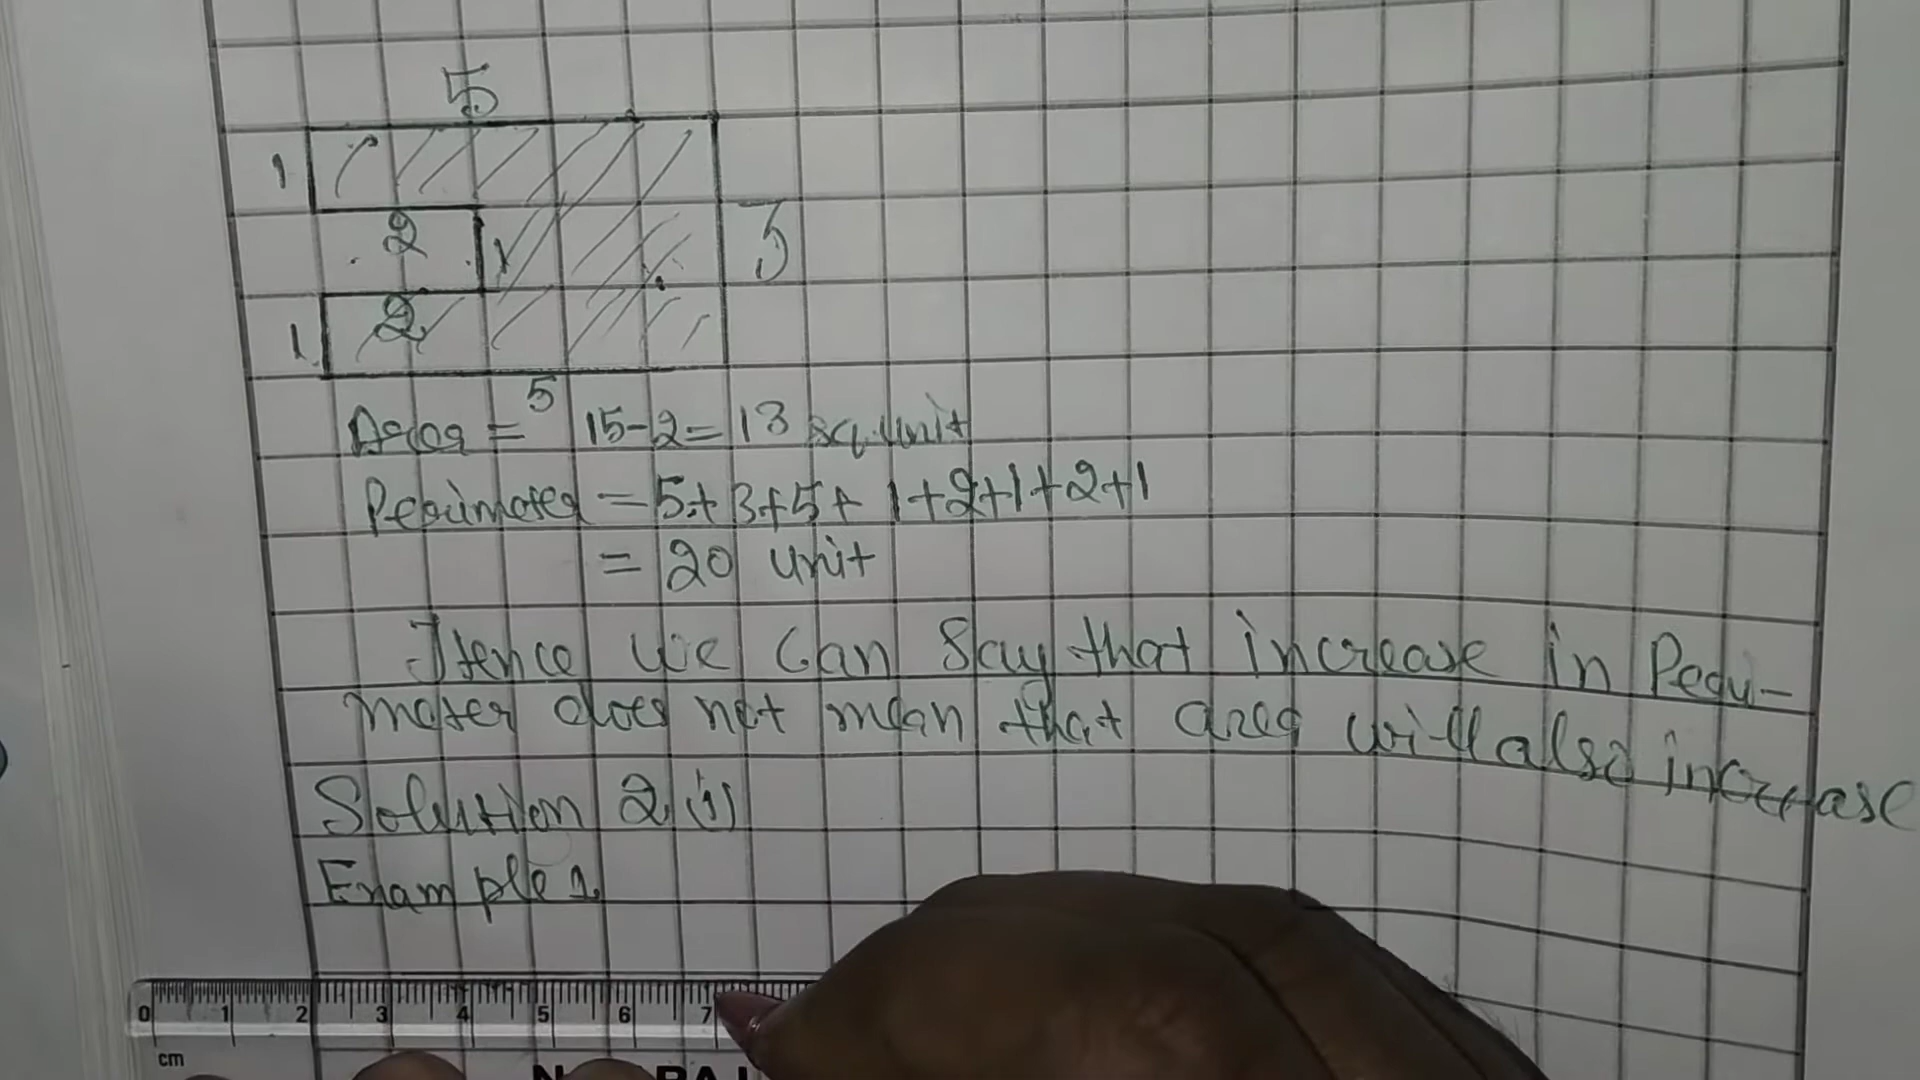 5
1
2
1
3
2
1
5
Area = 15-2=13 sq.unit
Perimeter = 5+3+5+1+2+1+2+1
= 20 unit
Hence we can say that increase in Peri-
meter does not mean that area will also increase
Solution 2 (i)
Example 1
0 1 2 3 4 5 6 7
cm